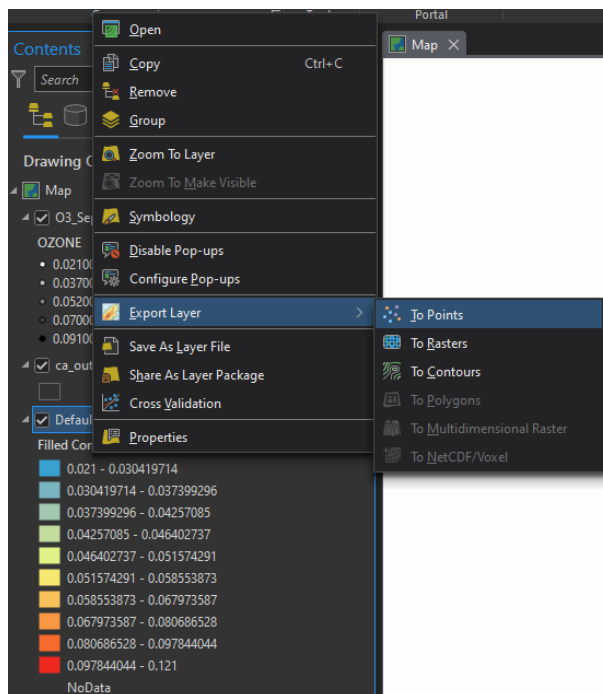 Portal
Contents
Search
Drawing
Map
O3_Se
OZONE
0.02100
0.03700
0.05200
0.07000
0.09100
ca_out
Defaul
Filled Con
0.021 - 0.030419714
0.030419714 - 0.037399296
0.037399296 - 0.04257085
0.04257085 - 0.046402737
0.046402737 - 0.051574291
0.051574291 - 0.058553873
0.058553873 - 0.067973587
0.067973587 - 0.080686528
0.080686528 - 0.097844044
0.097844044 - 0.121
NoData
Open
Copy Ctrl+C
Remove
Group
Zoom To Layer
Zoom To Make Visible
Symbology
Disable Pop-ups
Configure Pop-ups
Export Layer
Save As Layer File
Share As Layer Package
Cross Validation
Properties
To Points
To Rasters
To Contours
To Polygons
To Multidimensional Raster
To NetCDF/Voxel
Map